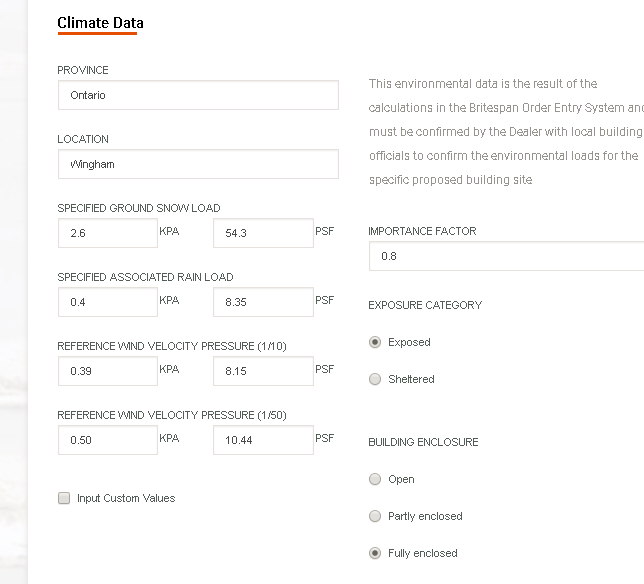 Climate Data
PROVINCE
Ontario
LOCATION
Wingham
SPECIFIED GROUND SNOW LOAD
2.6 KPA 54.3 PSF
SPECIFIED ASSOCIATED RAIN LOAD
0.4 KPA 8.35 PSF
REFERENCE WIND VELOCITY PRESSURE (1/10)
0.39 KPA 8.15 PSF
REFERENCE WIND VELOCITY PRESSURE (1/50)
0.50 KPA 10.44 PSF
Input Custom Values
This environmental data is the result of the
calculations in the Britespan Order Entry System and
must be confirmed by the Dealer with local building
officials to confirm the environmental loads for the
specific proposed building site
IMPORTANCE FACTOR
0.8
EXPOSURE CATEGORY
Exposed
Sheltered
BUILDING ENCLOSURE
Open
Partly enclosed
Fully enclosed